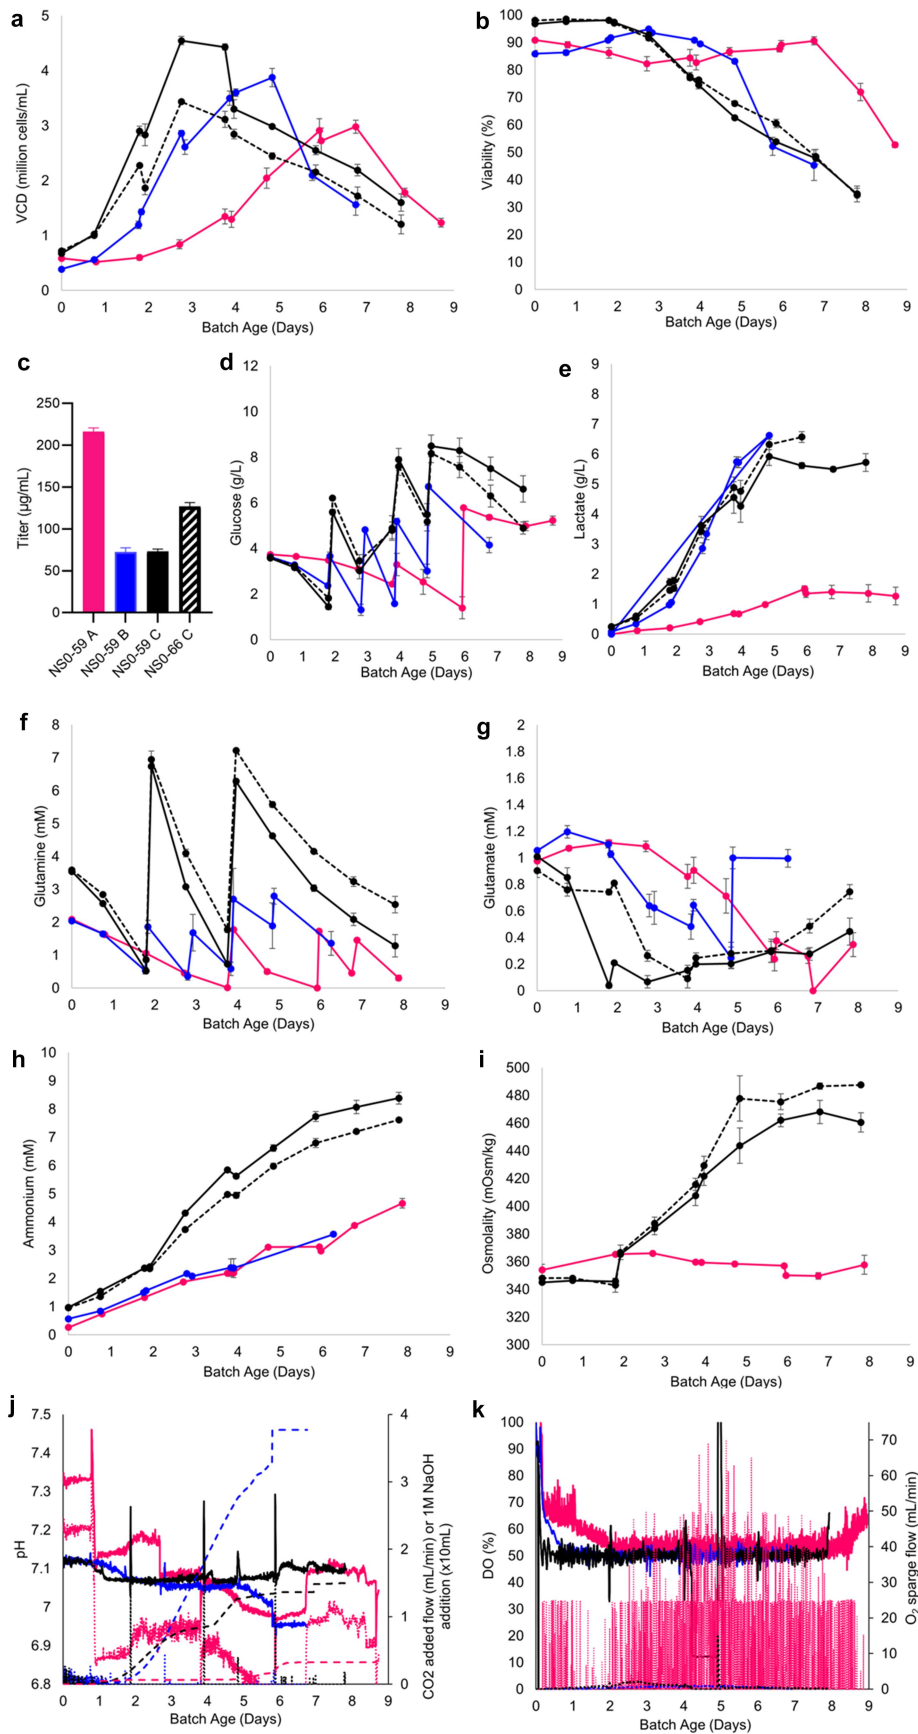 a
5
4
3
2
1
0
VCD (million cells/mL)
0 1 2 3 4 5 6 7 8 9
Batch Age (Days)
b
100
90
80
70
60
50
40
30
20
10
0
Viability (%)
0 1 2 3 4 5 6 7 8 9
Batch Age (Days)
c
250
200
150
100
50
0
Titer (µg/mL)
NS0-59 A
NS0-59 B
NS0-59 C
NS0-66 C
d
12
10
8
6
4
2
0
Glucose (g/L)
0 1 2 3 4 5 6 7 8 9
Batch Age (Days)
e
9
8
7
6
5
4
3
2
1
0
Lactate (g/L)
0 1 2 3 4 5 6 7 8 9
Batch Age (Days)
f
8
7
6
5
4
3
2
1
0
Glutamine (mM)
0 1 2 3 4 5 6 7 8 9
Batch Age (Days)
g
2
1.8
1.6
1.4
1.2
1
0.8
0.6
0.4
0.2
0
Glutamate (mM)
0 1 2 3 4 5 6 7 8 9
Batch Age (Days)
h
10
9
8
7
6
5
4
3
2
1
0
Ammonium (mM)
0 1 2 3 4 5 6 7 8 9
Batch Age (Days)
i
500
480
460
440
420
400
380
360
340
320
300
Osmolality (mOsm/kg)
0 1 2 3 4 5 6 7 8 9
Batch Age (Days)
j
7.5
7.4
7.3
7.2
7.1
7
6.9
6.8
pH
4
3
2
1
0
CO2 added flow (mL/min) or 1M NaOH
addition (x10mL)
0 1 2 3 4 5 6 7 8 9
Batch Age (Days)
k
100
90
80
70
60
50
40
30
20
10
0
DO (%)
70
60
50
40
30
20
10
0
O2 sparge flow (mL/min)
0 1 2 3 4 5 6 7 8 9
Batch Age (Days)